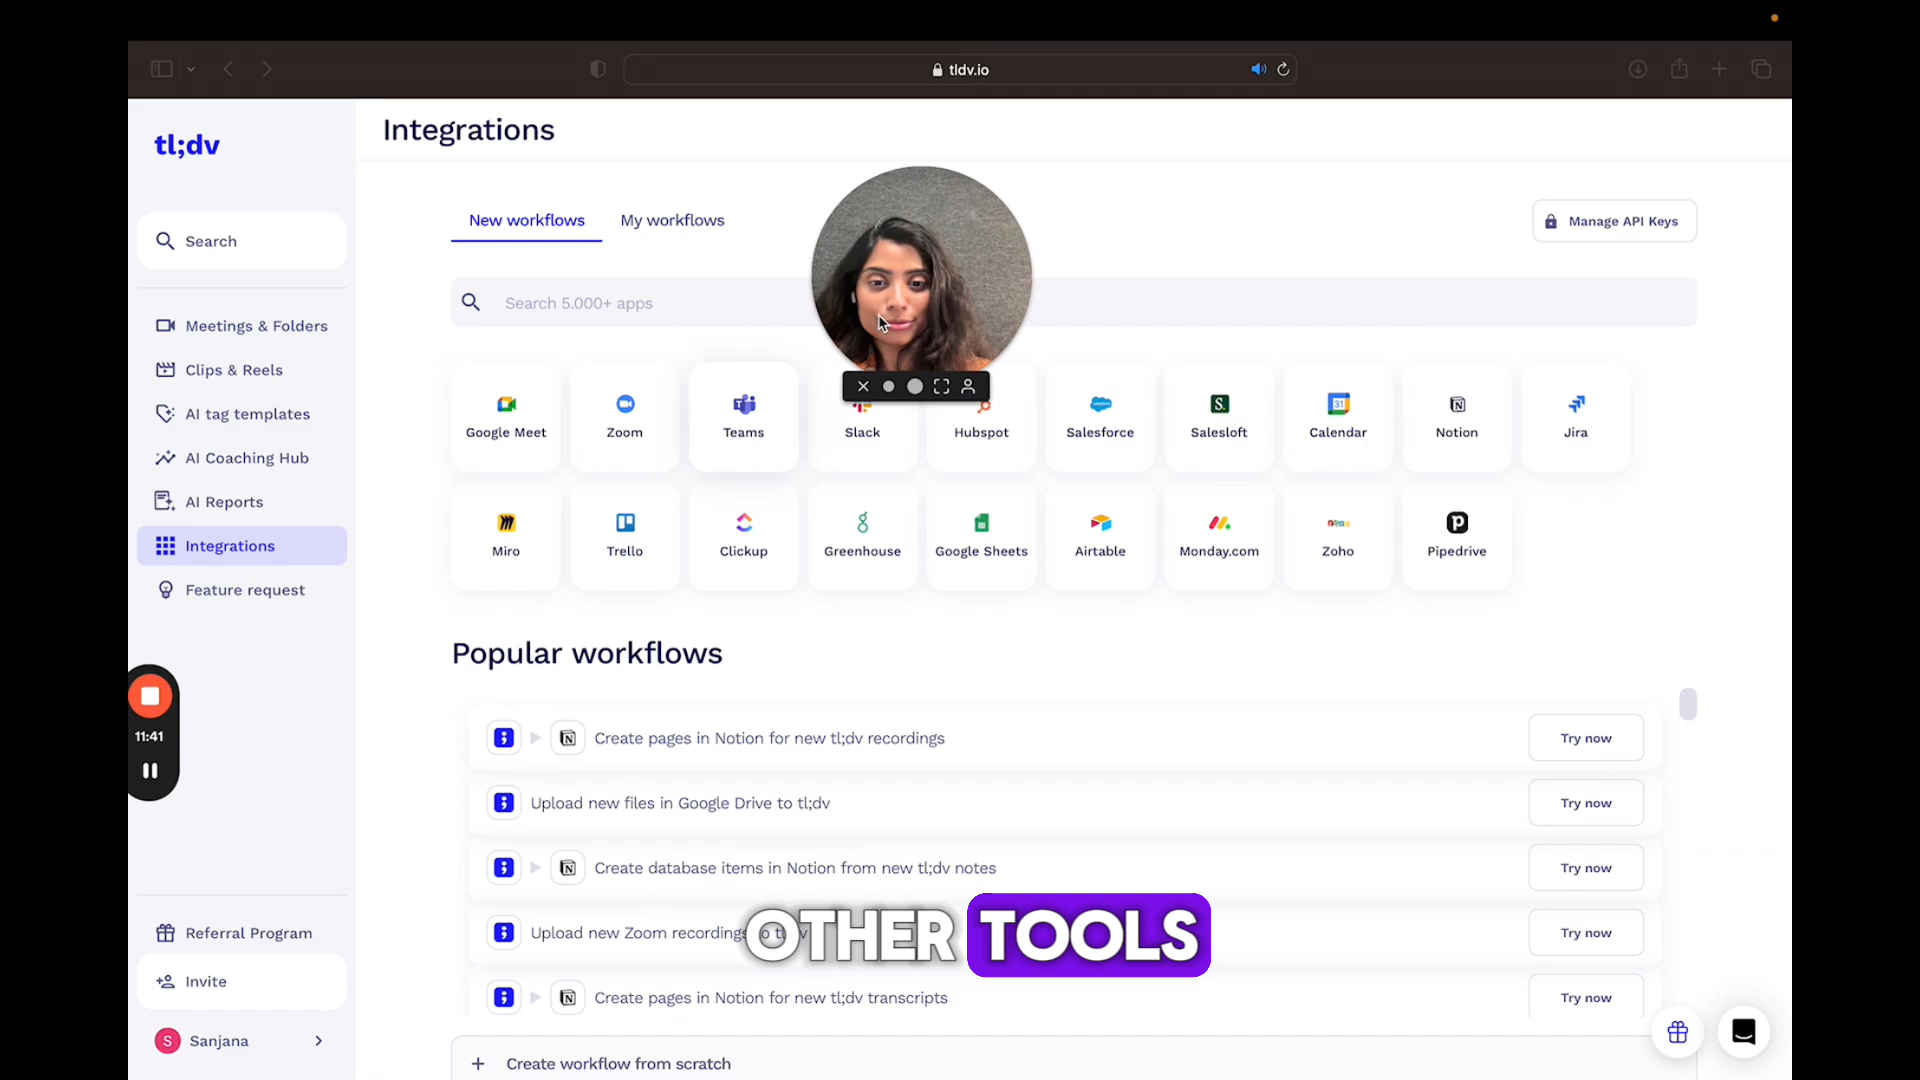 tldv.io
tl;dv
Integrations
New workflows
My workflows
Manage API Keys
Search
Search 5.000+ apps
Meetings & Folders
Clips & Reels
AI tag templates
AI Coaching Hub
AI Reports
Integrations
Feature request
Google Meet
Zoom
Teams
Slack
Hubspot
Salesforce
Salesloft
Calendar
Notion
Jira
Miro
Trello
Clickup
Greenhouse
Google Sheets
Airtable
Monday.com
Zoho
Pipedrive
Popular workflows
11:41
Create pages in Notion for new tl;dv recordings
Try now
Upload new files in Google Drive to tl;dv
Try now
Create database items in Notion from new tl;dv notes
Try now
Upload new Zoom recordings to tl;dv
Try now
OTHER TOOLS
Create pages in Notion for new tl;dv transcripts
Try now
Create workflow from scratch
Referral Program
Invite
S
Sanjana